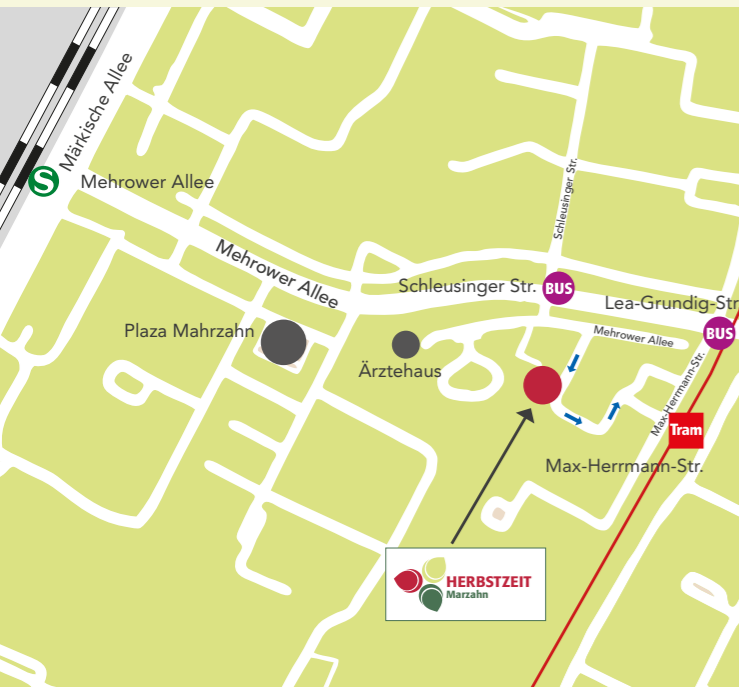 Märkische Allee
S
Mehrower Allee
Schleusinger Str.
Mehrower Allee
Schleusinger Str.
BUS
Lea-Grundig-Str
Plaza Mahrzahn
Mehrower Allee
BUS
Ärztehaus
Max-Herrmann-Str.
Tram
Max-Herrmann-Str.
HERBSTZEIT
Marzahn